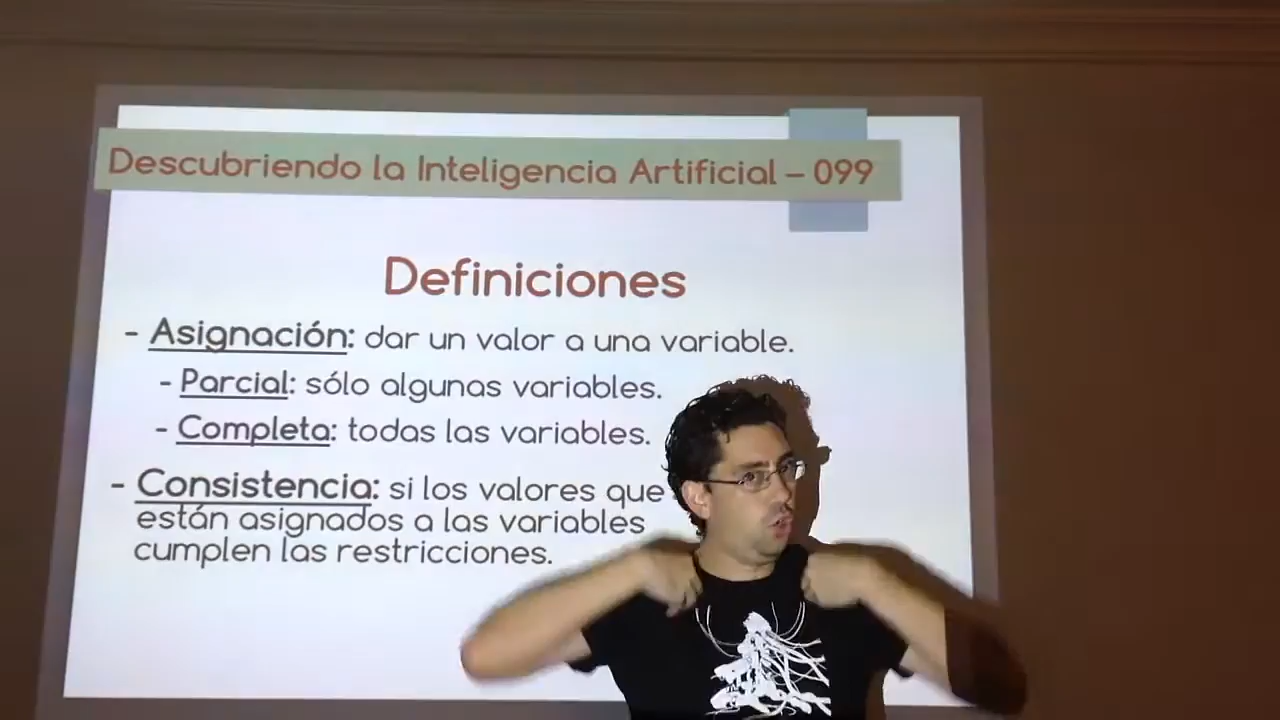 Descubriendo la Inteligencia Artificial – 099
Definiciones
- Asignación: dar un valor a una variable.
- Parcial: sólo algunas variables.
- Completa: todas las variables.
- Consistencia: si los valores que
están asignados a las variables
cumplen las restricciones.